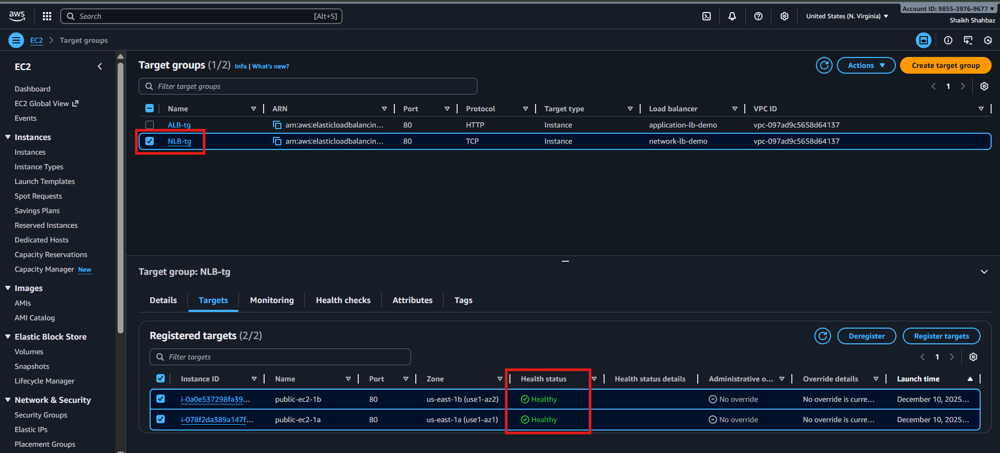 aws
Search [Alt+S]
United States (N. Virginia)
Account ID: 9855-3976-9677
Shaikh Shahbaz
EC2
Target groups
EC2
Dashboard
EC2 Global View
Events
Instances
Instances
Instance Types
Launch Templates
Spot Requests
Savings Plans
Reserved Instances
Dedicated Hosts
Capacity Reservations
Capacity Manager New
Images
AMIs
AMI Catalog
Elastic Block Store
Volumes
Snapshots
Lifecycle Manager
Network & Security
Security Groups
Elastic IPs
Placement Groups
Target groups (1/2) Info | What's new?
Actions
Create target group
Filter target groups
1
Name ARN Port Protocol Target type Load balancer VPC ID
ALB-tg arn:aws:elasticloadbalancin... 80 HTTP Instance application-lb-demo vpc-097ad9c5658d64137
NLB-tg arn:aws:elasticloadbalancin... 80 TCP Instance network-lb-demo vpc-097ad9c5658d64137
Target group: NLB-tg
Details Targets Monitoring Health checks Attributes Tags
Registered targets (2/2)
Deregister
Register targets
Filter targets
1
Instance ID Name Port Zone Health status Health status details Administrative o... Override details Launch time
i-0a0e537298fa39... public-ec2-1b 80 us-east-1b (use1-az2) Healthy No override No override is curre... December 10, 2025...
i-078f2da389a147f... public-ec2-1a 80 us-east-1a (use1-az1) Healthy No override No override is curre... December 10, 2025...